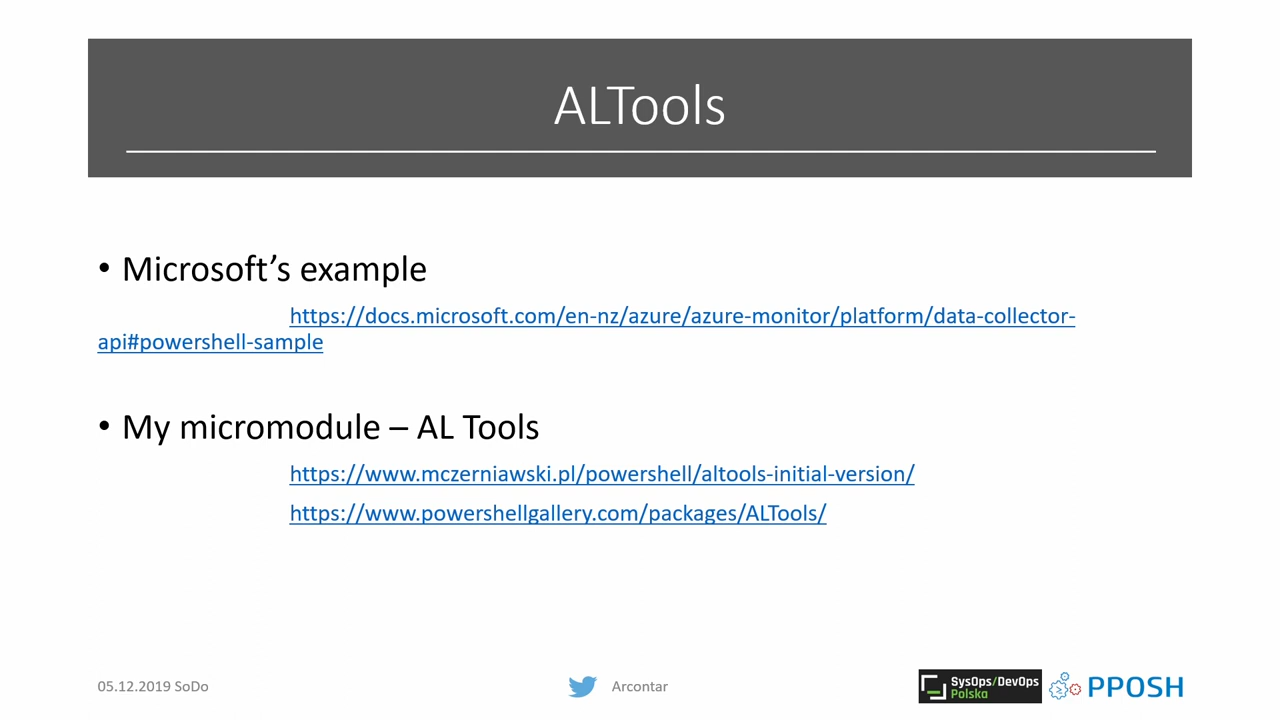 ALTools
• Microsoft’s example
https://docs.microsoft.com/en-nz/azure/azure-monitor/platform/data-collector-
api#powershell-sample
• My micromodule – AL Tools
https://www.mczerniawski.pl/powershell/altools-initial-version/
https://www.powershellgallery.com/packages/ALTools/
05.12.2019 SoDo
Arcontar
SysOps/DevOps
Polska
PPOSH